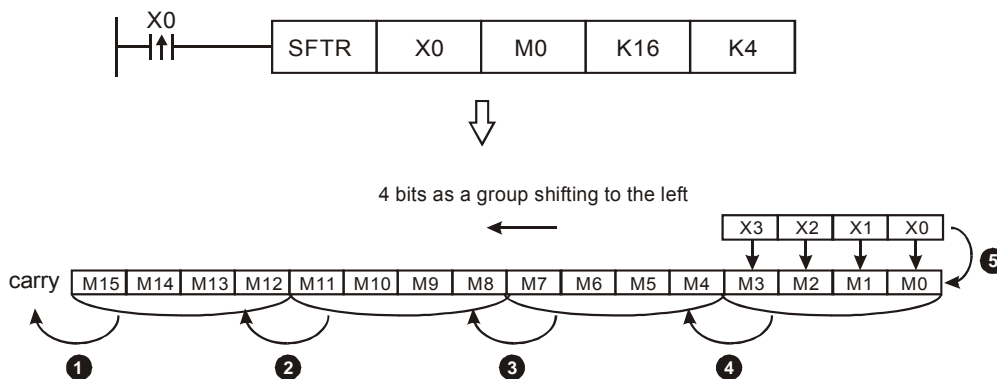 X0
SFTR X0 M0 K16 K4
4 bits as a group shifting to the left
X3 X2 X1 X0
5
carry M15 M14 M13 M12 M11 M10 M9 M8 M7 M6 M5 M4 M3 M2 M1 M0
1 2 3 4